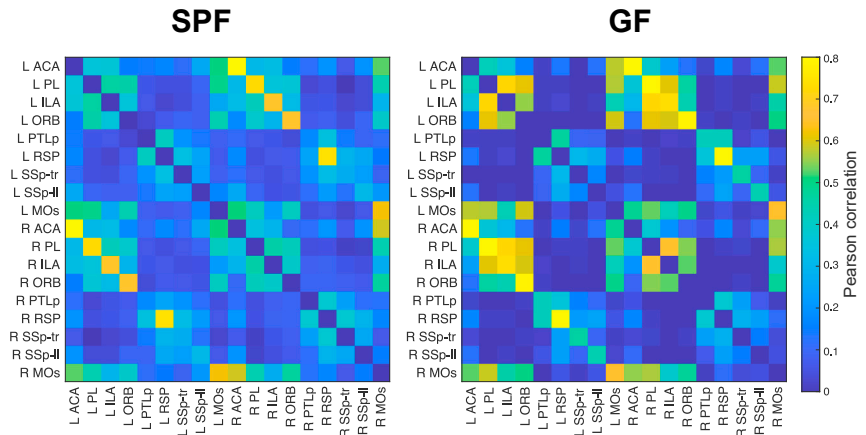 SPF
GF
L ACA
L PL
L ILA
L ORB
L PTLp
L RSP
L SSp-tr
L SSp-ll
L MOs
R ACA
R PL
R ILA
R ORB
R PTLp
R RSP
R SSp-tr
R SSp-ll
R MOs
L ACA
L PL
L ILA
L ORB
L PTLp
L RSP
L SSp-tr
L SSp-ll
L MOs
R ACA
R PL
R ILA
R ORB
R PTLp
R RSP
R SSp-tr
R SSp-ll
R MOs
L ACA
L PL
L ILA
L ORB
L PTLp
L RSP
L SSp-tr
L SSp-ll
L MOs
R ACA
R PL
R ILA
R ORB
R PTLp
R RSP
R SSp-tr
R SSp-ll
R MOs
L ACA
L PL
L ILA
L ORB
L PTLp
L RSP
L SSp-tr
L SSp-ll
L MOs
R ACA
R PL
R ILA
R ORB
R PTLp
R RSP
R SSp-tr
R SSp-ll
R MOs
0.8
0.7
0.6
0.5
0.4
0.3
0.2
0.1
0
Pearson correlation